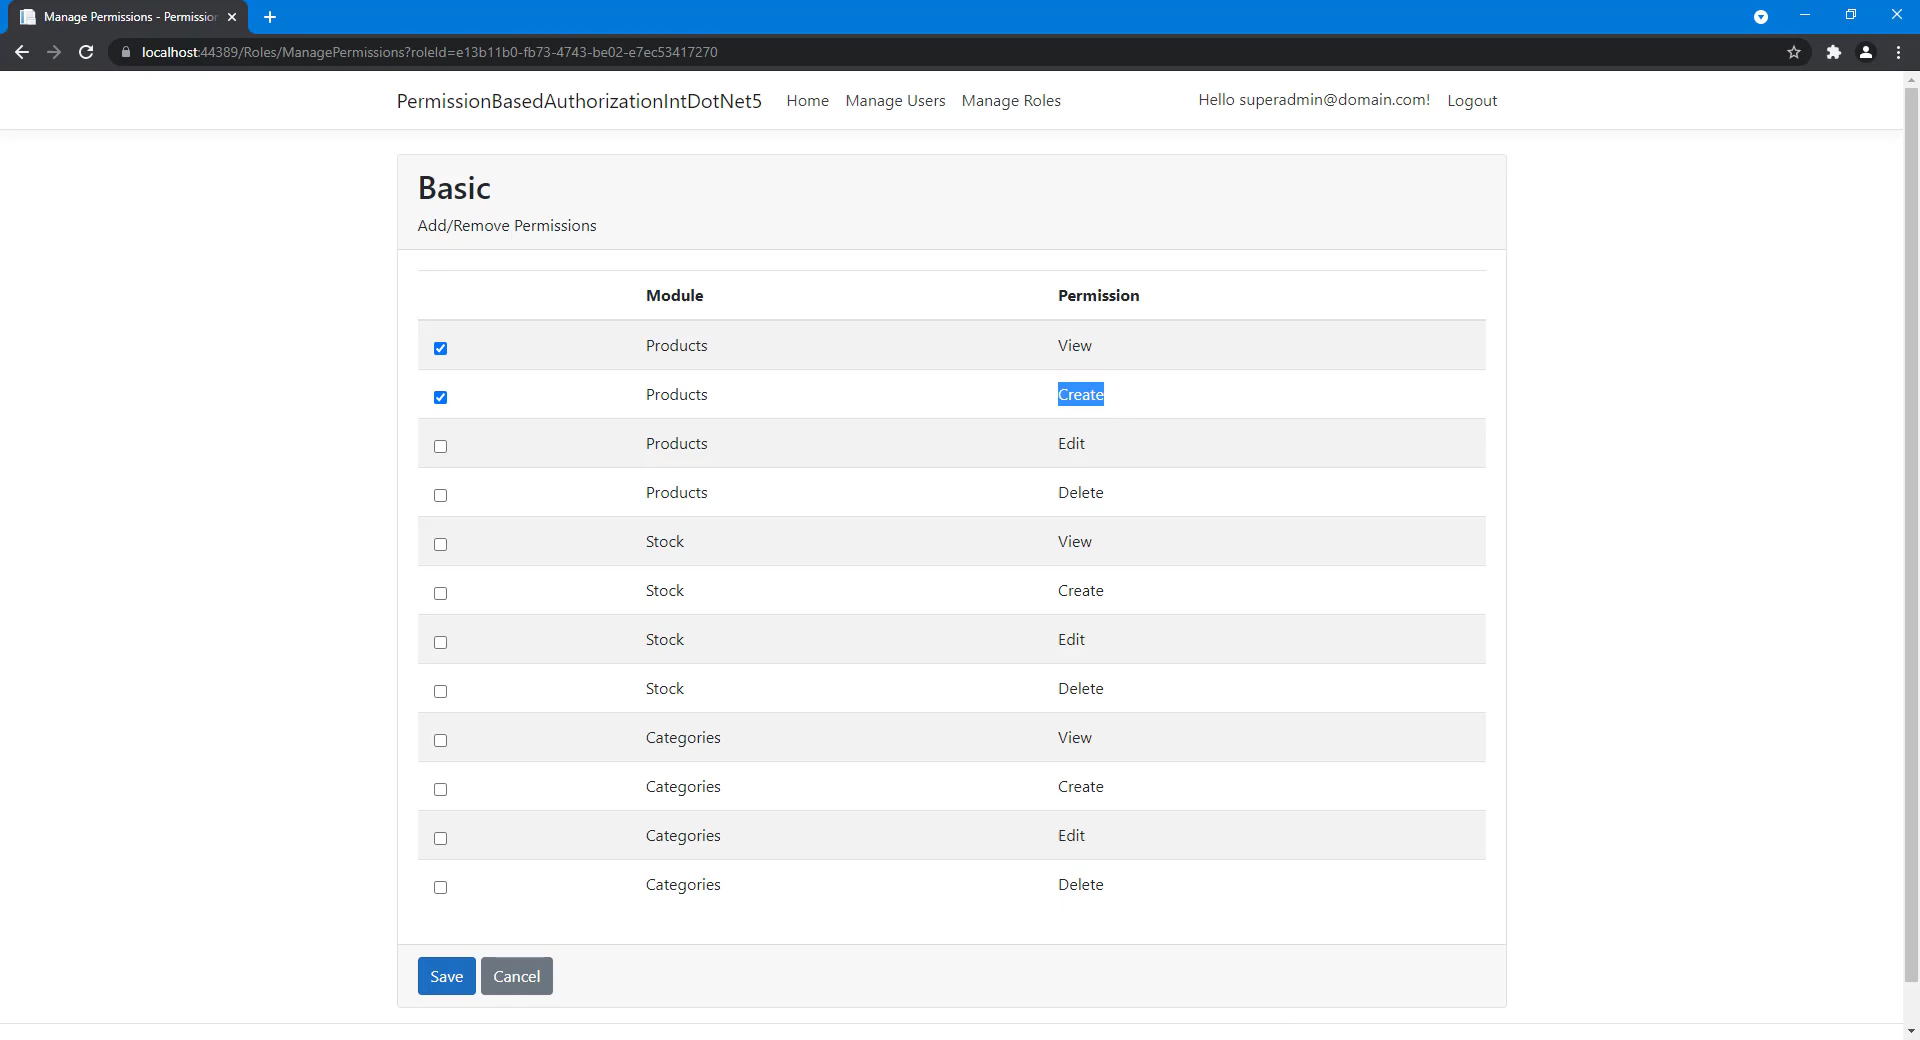 Manage Permissions - Permission
localhost:44389/Roles/ManagePermissions?roleId=e13b11b0-fb73-4743-be02-e7ec53417270
PermissionBasedAuthorizationIntDotNet5 Home Manage Users Manage Roles Hello superadmin@domain.com! Logout
Basic
Add/Remove Permissions
Module Permission
Products View
Products Create
Products Edit
Products Delete
Stock View
Stock Create
Stock Edit
Stock Delete
Categories View
Categories Create
Categories Edit
Categories Delete
Save Cancel